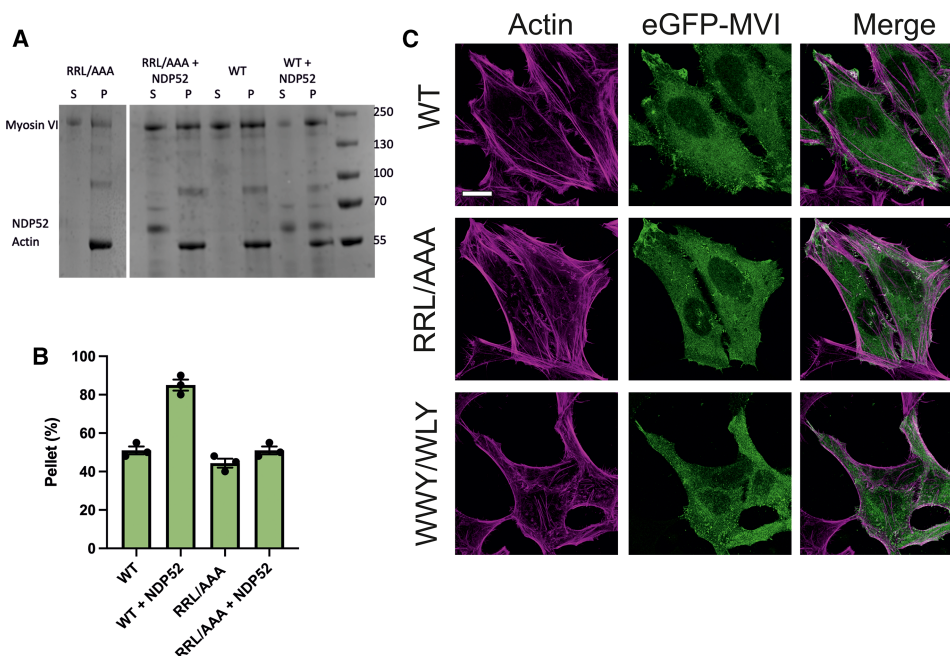 A
RRL/AAA
RRL/AAA +
NDP52
WT
WT +
NDP52
S P S P S P S P
Myosin VI
NDP52
Actin
250
130
100
70
55
B
Pellet (%)
100
80
60
40
20
0
WT
WT + NDP52
RRL/AAA
RRL/AAA + NDP52
C
Actin eGFP-MVI Merge
WT
RRL/AAA
WWY/WLY